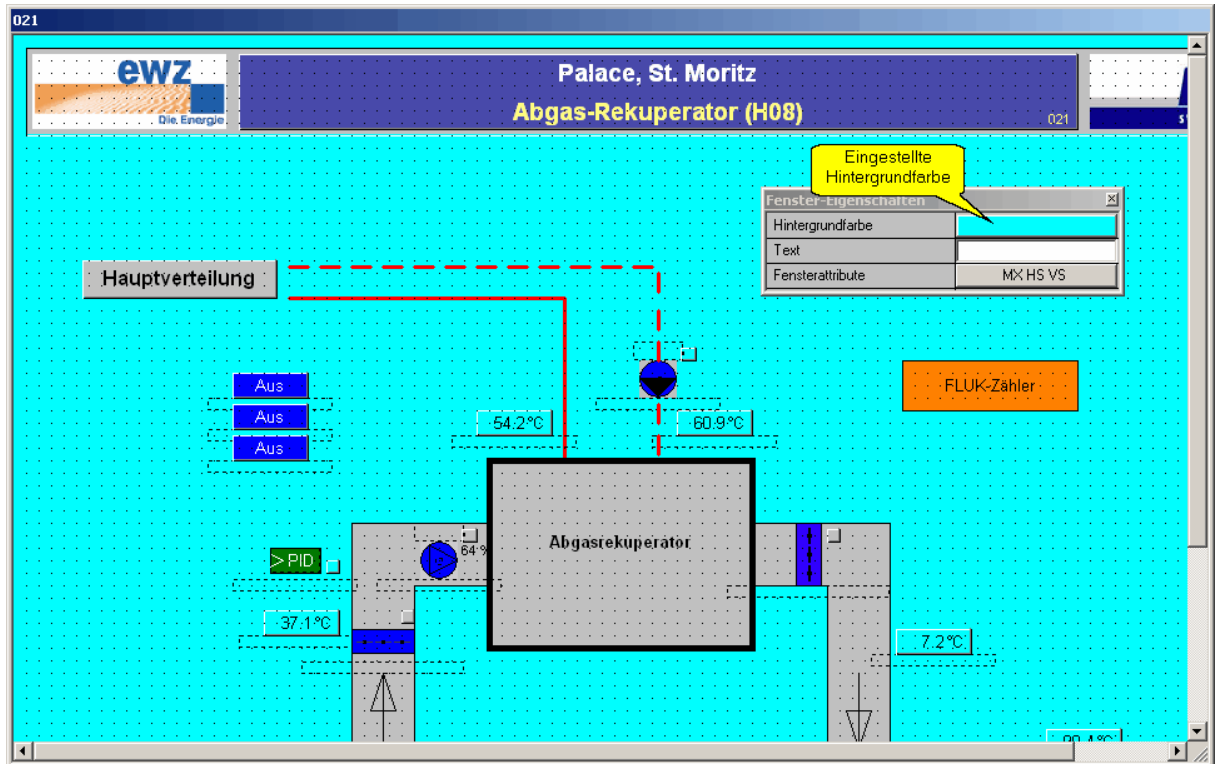 021
ewz
Die Energie
Palace, St. Moritz
Abgas-Rekuperator (H08)
021
Eingestellte
Hintergrundfarbe
Fenster-Eigenschaften
Hintergrundfarbe
Text
Fensterattribute
MX HS VS
Hauptverteilung
Aus
Aus
Aus
FLUK-Zähler
54.2°C
60.9°C
Abgasrekuperator
64 %
> PID
37.1°C
7.2°C